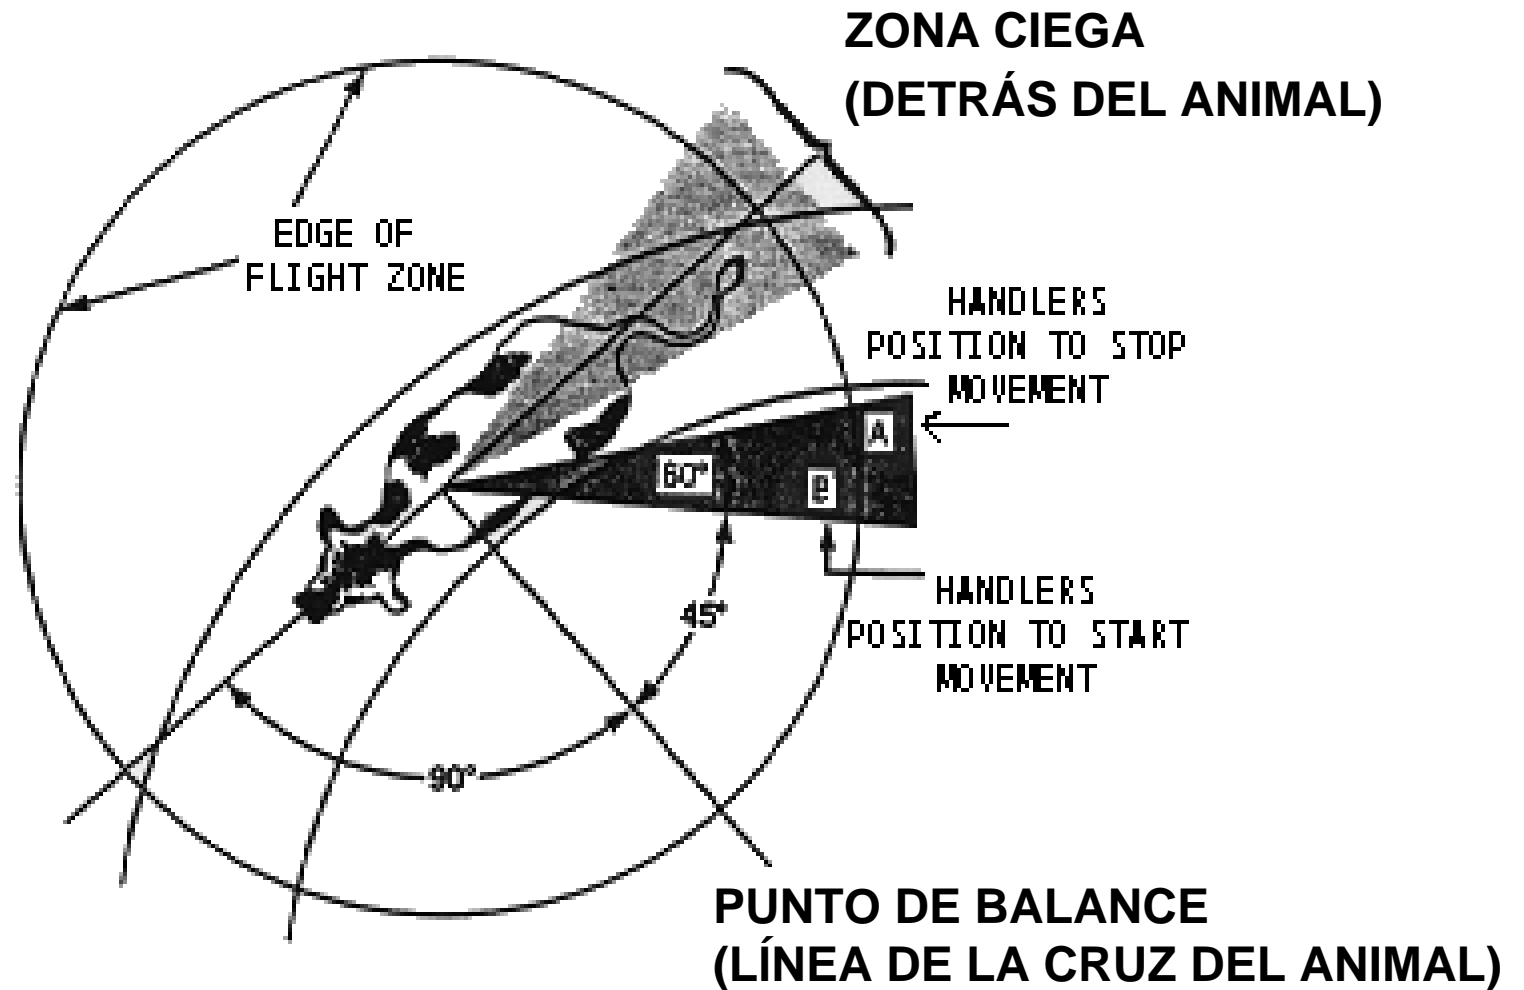 ZONA CIEGA
(DETRÁS DEL ANIMAL)
EDGE OF
FLIGHT ZONE
HANDLERS
POSITION TO STOP
MOVEMENT
A
60°
B
45°
HANDLERS
POSITION TO START
MOVEMENT
90°
PUNTO DE BALANCE
(LÍNEA DE LA CRUZ DEL ANIMAL)